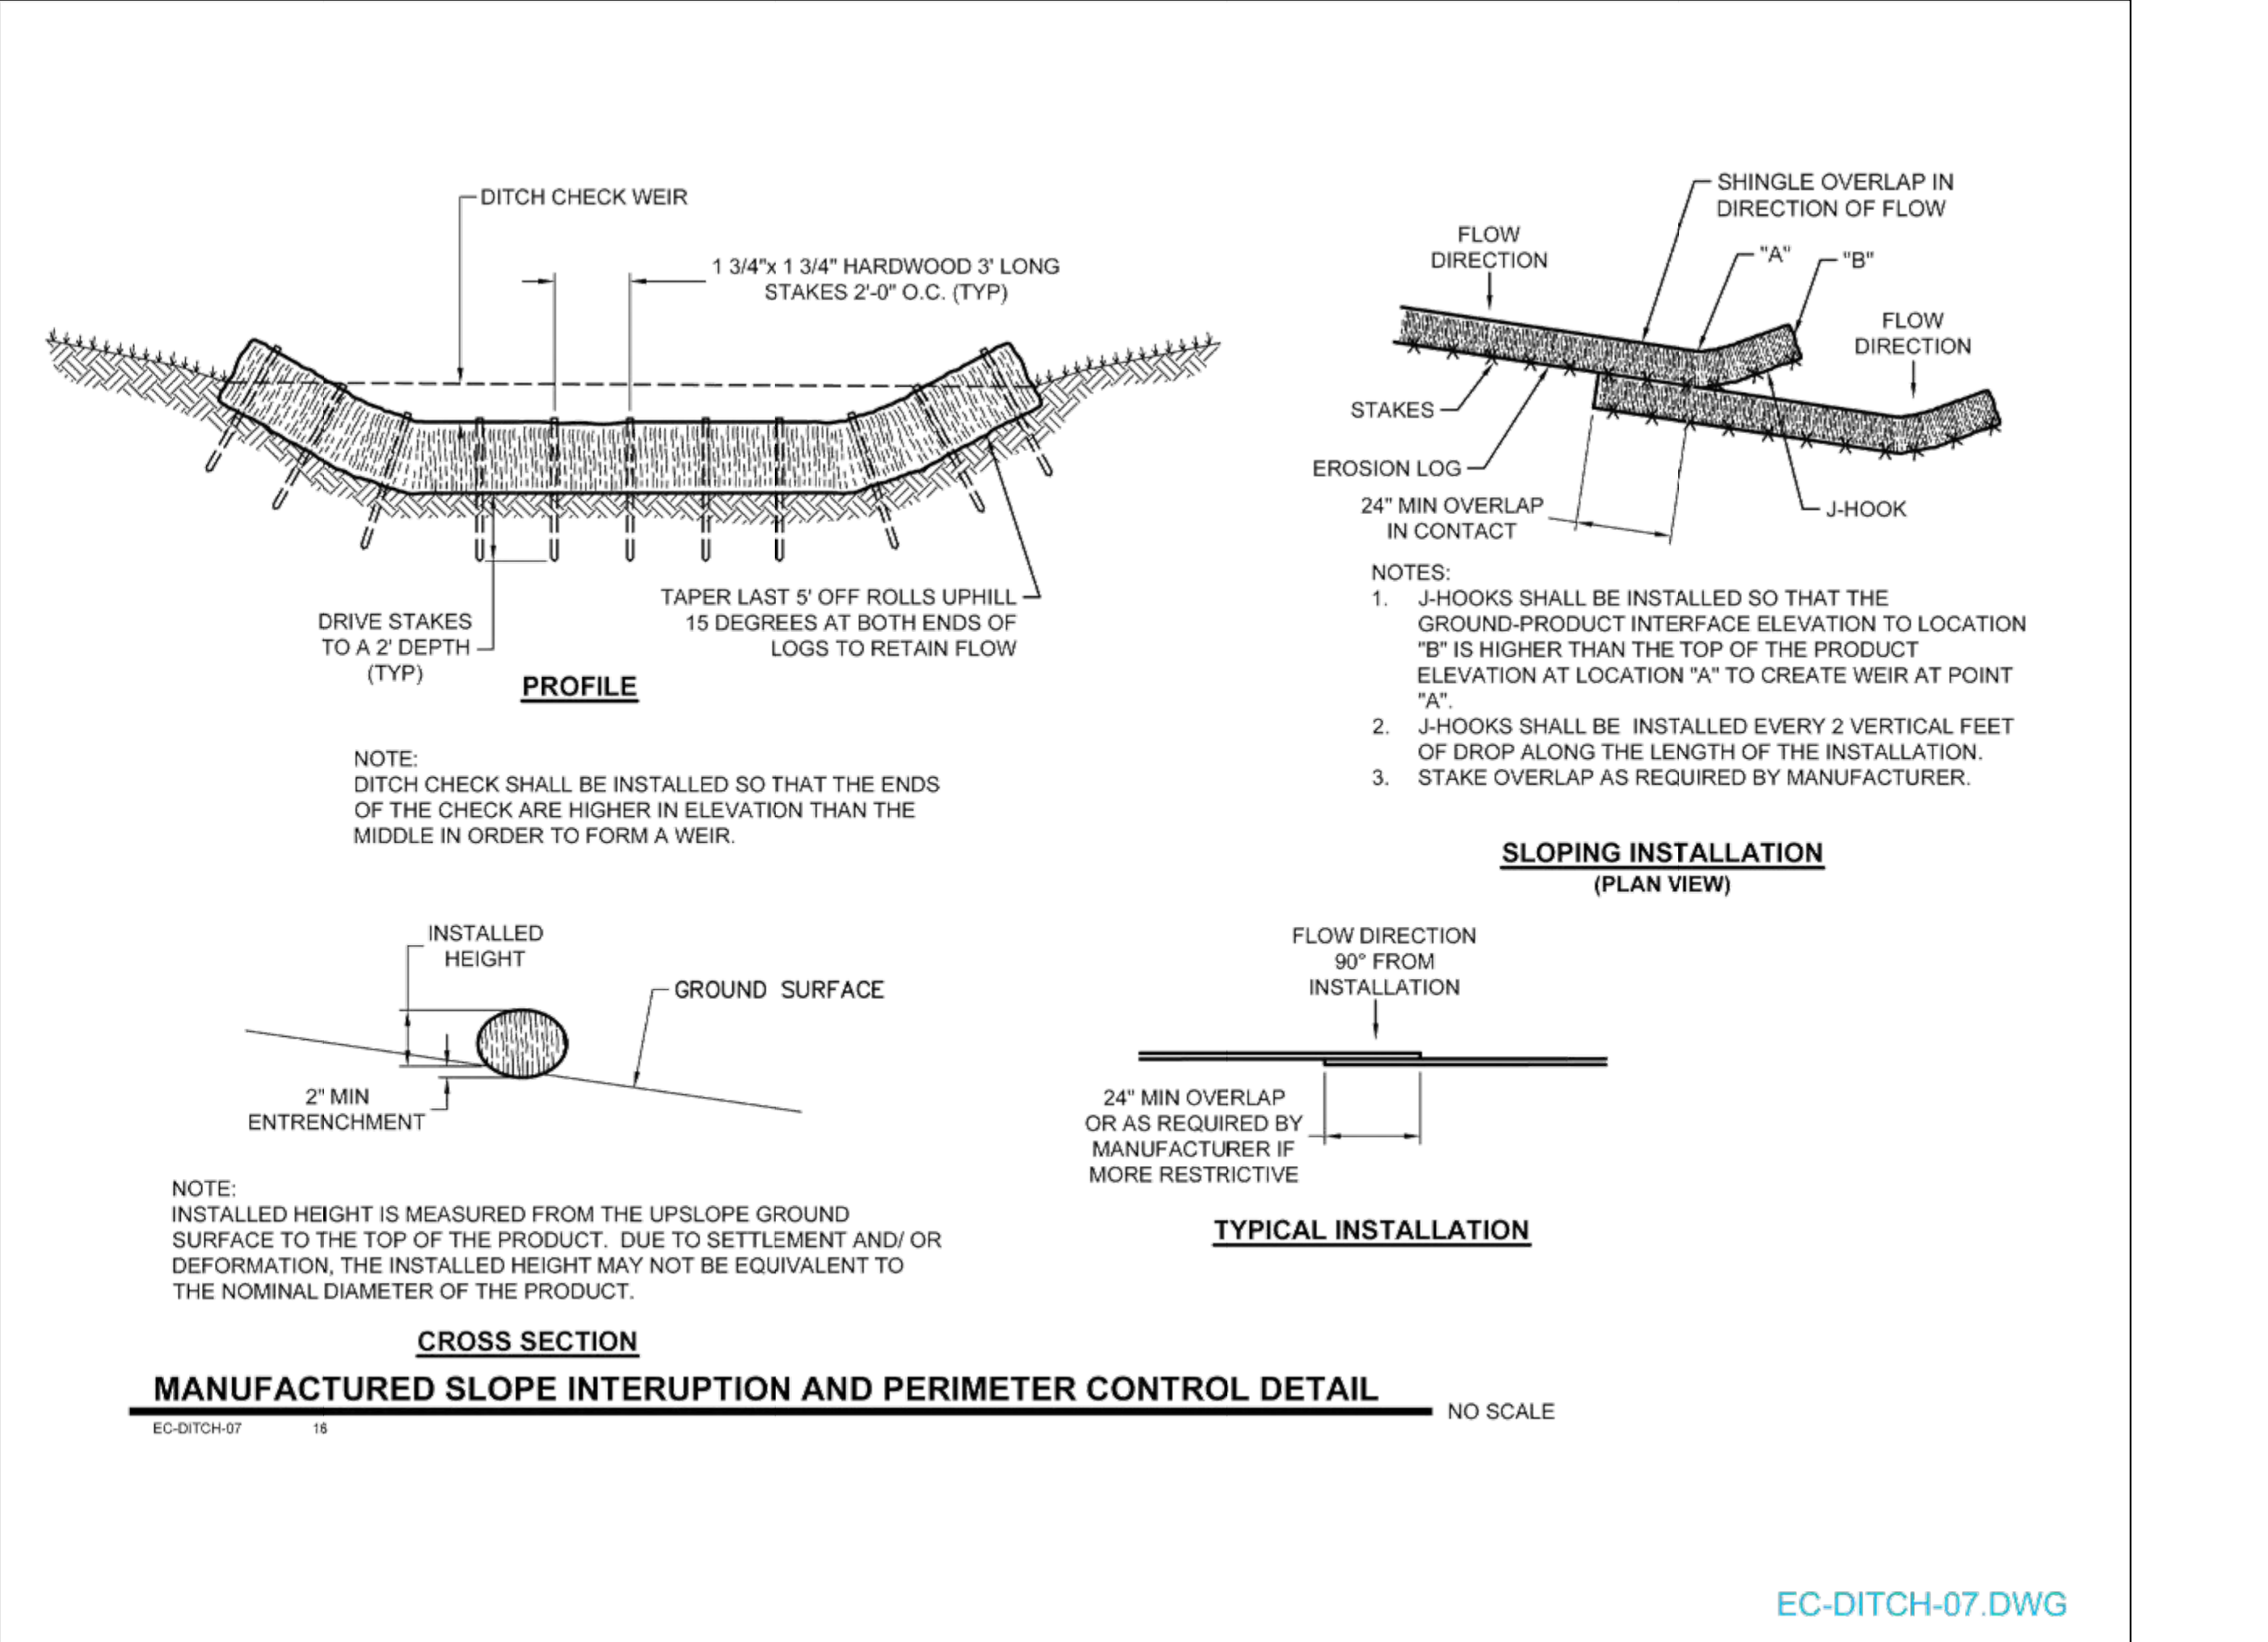 DITCH CHECK WEIR
1 3/4"x 1 3/4" HARDWOOD 3' LONG
STAKES 2'-0" O.C. (TYP)
DRIVE STAKES
TO A 2' DEPTH
(TYP)
TAPER LAST 5' OFF ROLLS UPHILL
15 DEGREES AT BOTH ENDS OF
LOGS TO RETAIN FLOW
PROFILE
NOTE:
DITCH CHECK SHALL BE INSTALLED SO THAT THE ENDS
OF THE CHECK ARE HIGHER IN ELEVATION THAN THE
MIDDLE IN ORDER TO FORM A WEIR.
SHINGLE OVERLAP IN
DIRECTION OF FLOW
FLOW
DIRECTION
"A"
"B"
FLOW
DIRECTION
STAKES
EROSION LOG
24" MIN OVERLAP
IN CONTACT
J-HOOK
NOTES:
1. J-HOOKS SHALL BE INSTALLED SO THAT THE
GROUND-PRODUCT INTERFACE ELEVATION TO LOCATION
"B" IS HIGHER THAN THE TOP OF THE PRODUCT
ELEVATION AT LOCATION "A" TO CREATE WEIR AT POINT
"A".
2. J-HOOKS SHALL BE INSTALLED EVERY 2 VERTICAL FEET
OF DROP ALONG THE LENGTH OF THE INSTALLATION.
3. STAKE OVERLAP AS REQUIRED BY MANUFACTURER.
SLOPING INSTALLATION
(PLAN VIEW)
INSTALLED
HEIGHT
GROUND SURFACE
2" MIN
ENTRENCHMENT
NOTE:
INSTALLED HEIGHT IS MEASURED FROM THE UPSLOPE GROUND
SURFACE TO THE TOP OF THE PRODUCT. DUE TO SETTLEMENT AND/ OR
DEFORMATION, THE INSTALLED HEIGHT MAY NOT BE EQUIVALENT TO
THE NOMINAL DIAMETER OF THE PRODUCT.
CROSS SECTION
FLOW DIRECTION
90° FROM
INSTALLATION
24" MIN OVERLAP
OR AS REQUIRED BY
MANUFACTURER IF
MORE RESTRICTIVE
TYPICAL INSTALLATION
MANUFACTURED SLOPE INTERUPTION AND PERIMETER CONTROL DETAIL
NO SCALE
EC-DITCH-07 16
EC-DITCH-07.DWG